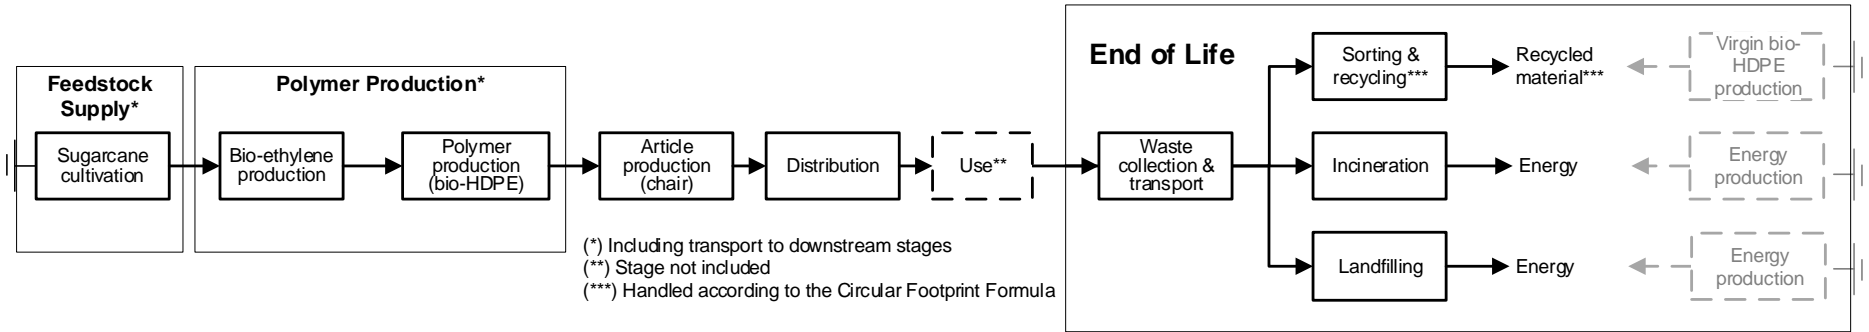 Feedstock
Supply*
Sugarcane
cultivation
Polymer Production*
Bio-ethylene
production
Polymer
production
(bio-HDPE)
Article
production
(chair)
Distribution
Use**
(*) Including transport to downstream stages
(**) Stage not included
(***) Handled according to the Circular Footprint Formula
End of Life
Waste
collection &
transport
Sorting &
recycling***
Recycled
material***
Virgin bio-
HDPE
production
Incineration
Energy
Energy
production
Landfilling
Energy
Energy
production